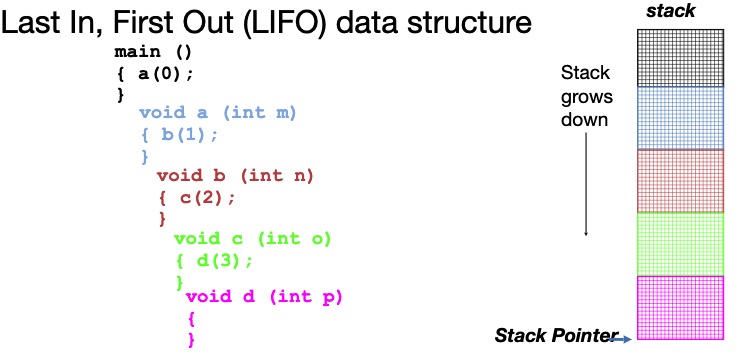 Last In, First Out (LIFO) data structure
main ()
{ a(0);
}
void a (int m)
{ b(1);
}
void b (int n)
{ c(2);
}
void c (int o)
{ d(3);
}
void d (int p)
{
}
stack
Stack
grows
down
Stack Pointer